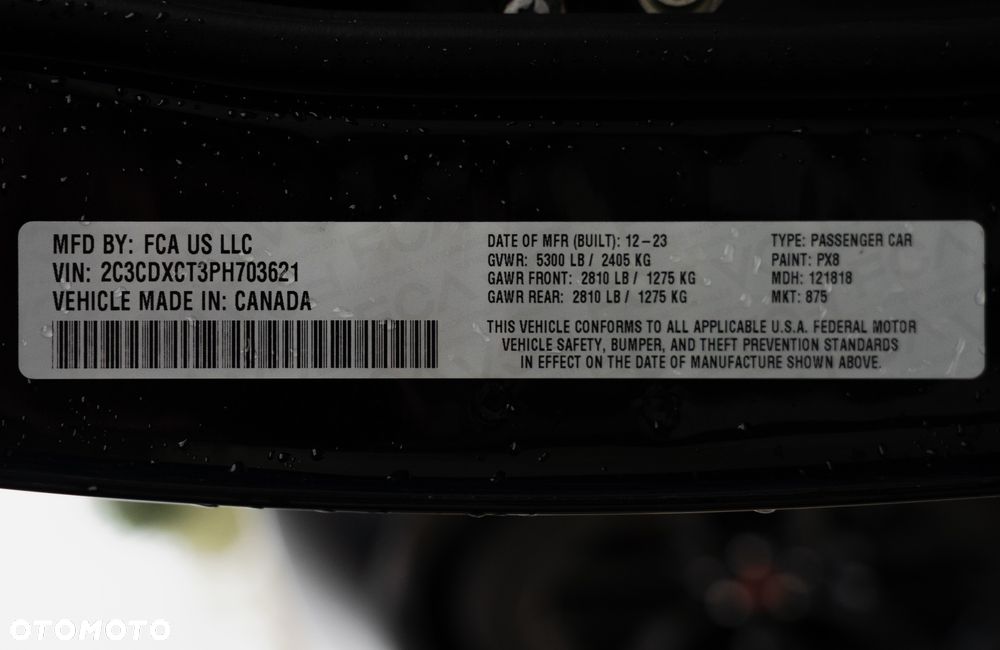 MFD BY: FCA US LLC
VIN: 2C3CDXCT3PH703621
VEHICLE MADE IN: CANADA
DATE OF MFR (BUILT): 12-23
GVWR: 5300 LB / 2405 KG
GAWR FRONT: 2810 LB / 1275 KG
GAWR REAR: 2810 LB / 1275 KG
TYPE: PASSENGER CAR
PAINT: PX8
MDH: 121818
MKT: 875
THIS VEHICLE CONFORMS TO ALL APPLICABLE U.S.A. FEDERAL MOTOR
VEHICLE SAFETY, BUMPER, AND THEFT PREVENTION STANDARDS
IN EFFECT ON THE DATE OF MANUFACTURE SHOWN ABOVE.
OTOMOTO